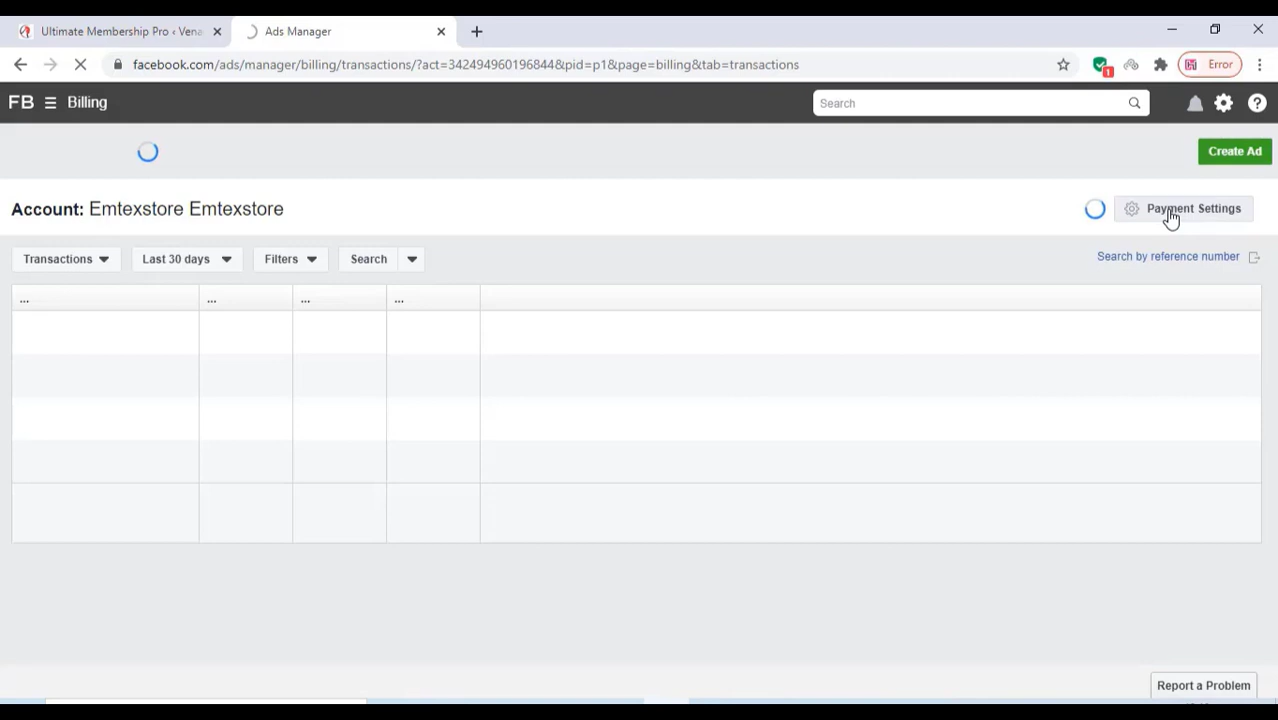 Ultimate Membership Pro ‹ Vena
Ads Manager
facebook.com/ads/manager/billing/transactions/?act=3424949601968446&pid=p1&page=billing&tab=transactions
1
Error
FB Billing
Search
Create Ad
Account: Emtexstore Emtexstore
Payment Settings
Transactions
Last 30 days
Filters
Search
Search by reference number
... ... ... ...
Report a Problem